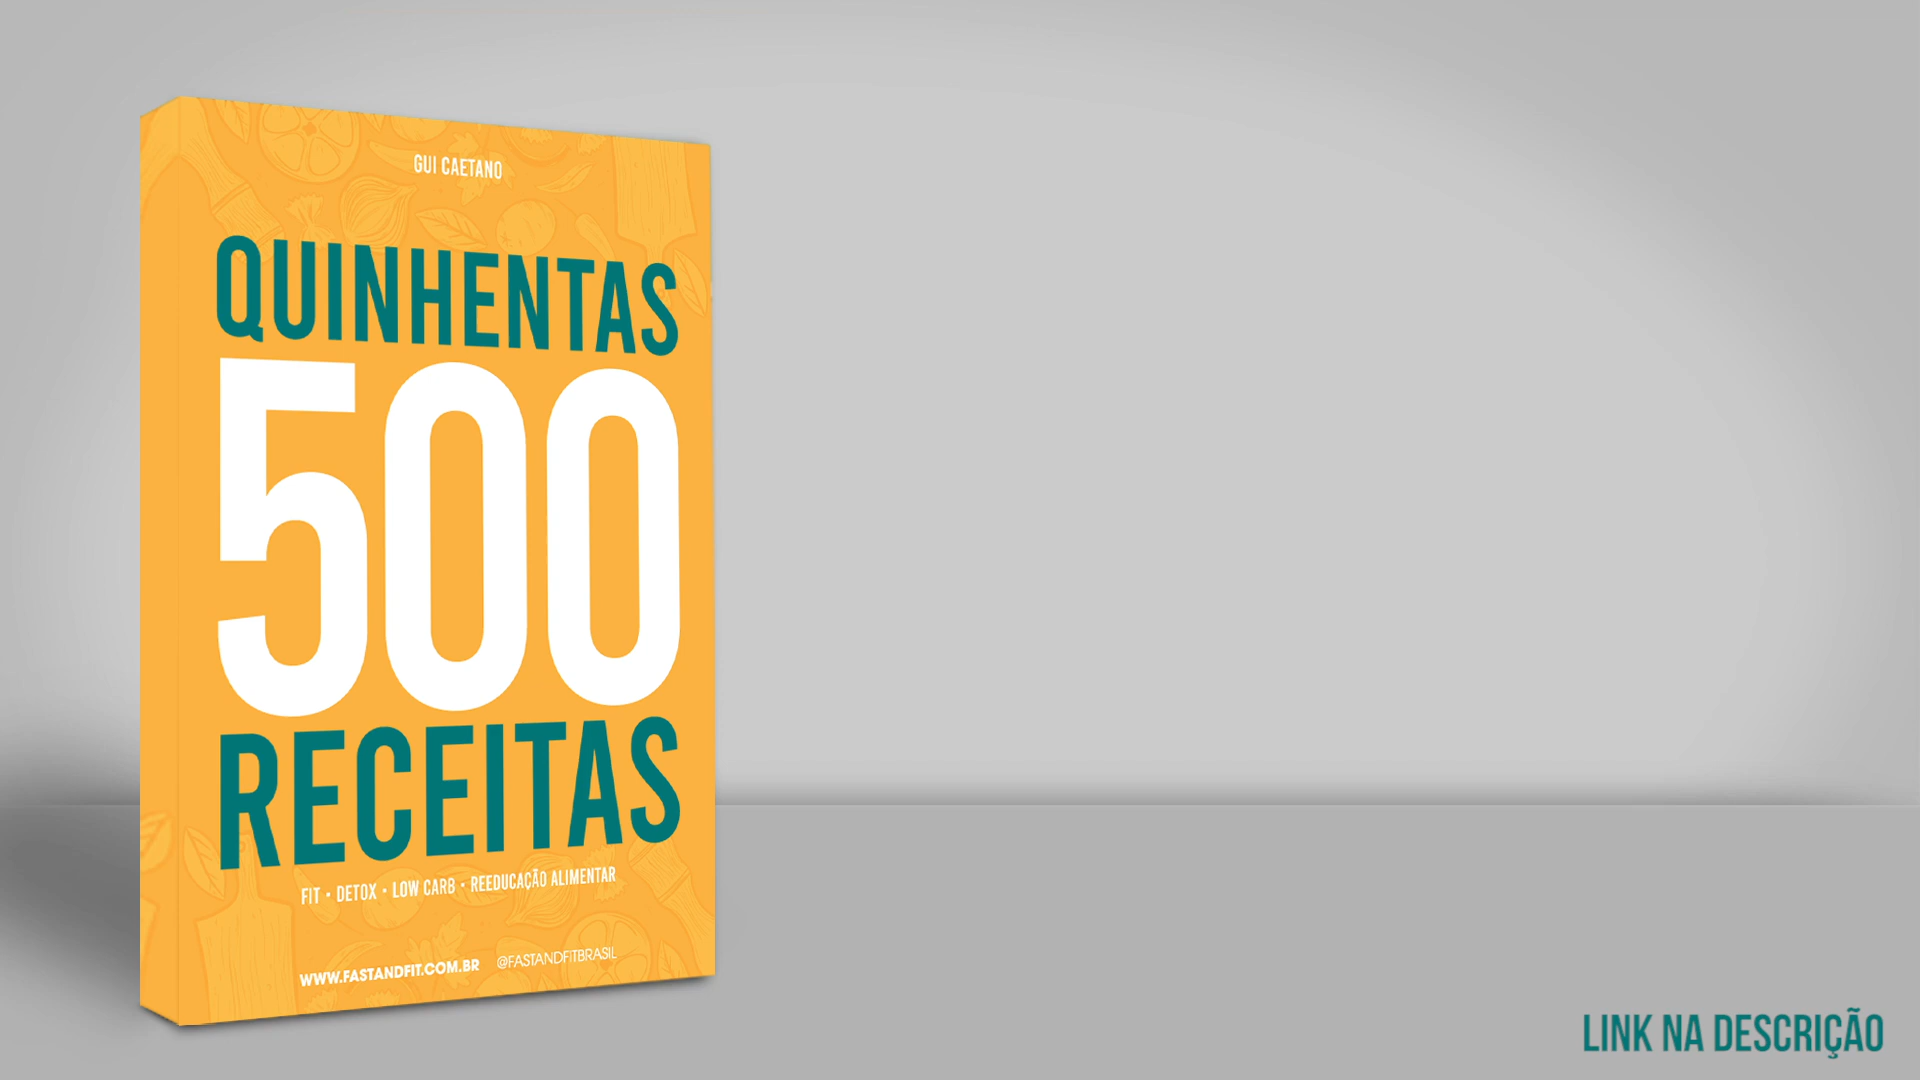 GUI CAETANO
QUINHENTAS
500
RECEITAS
FIT • DETOX • LOW CARB • REEDUCAÇÃO ALIMENTAR
WWW.FASTANDFIT.COM.BR @FASTANDFITBRASIL
LINK NA DESCRIÇÃO